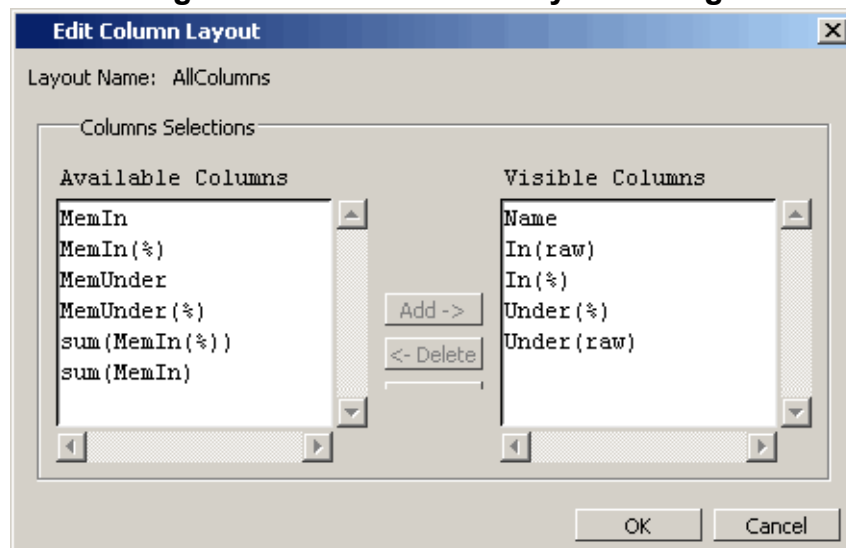 Edit Column Layout
Layout Name: AllColumns
Columns Selections
Available Columns
MemIn
MemIn(%)
MemUnder
MemUnder(%)
sum(MemIn(%))
sum(MemIn)
Add ->
<- Delete
Visible Columns
Name
In(raw)
In(%)
Under(%)
Under(raw)
OK
Cancel